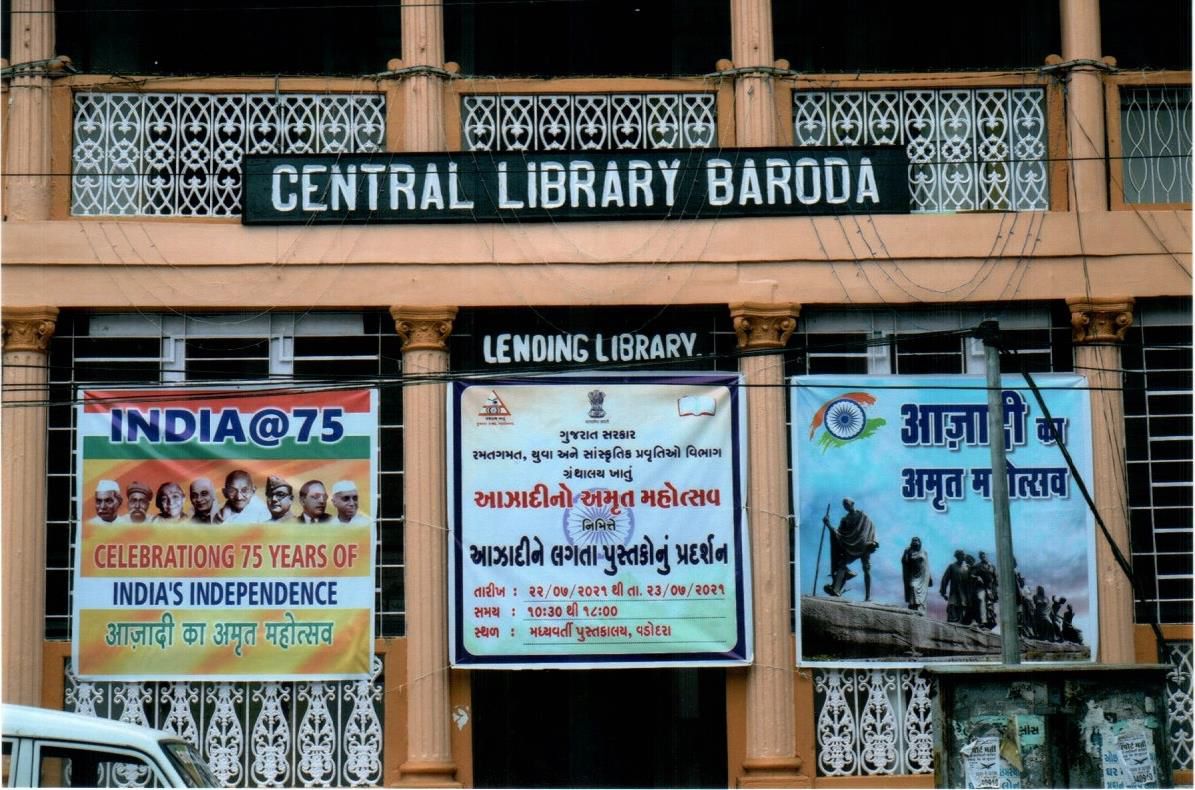 CENTRAL LIBRARY BARODA
LENDING LIBRARY.
INDIA@75
CELEBRATIONG 75 YEARS OF
INDIA'S INDEPENDENCE
आज़ादी का अमृत महोत्सव
ગુજરાત સરકાર
રમતગમત, યુવા અને સાંસ્કૃતિક પ્રવૃતિઓ વિભાગ
ગ્રંથાલય ખાતું
આઝાદીનો અમૃત મહોત્સવ
નિમિત્તે
આઝાદીને લગતા પુસ્તકોનું પ્રદર્શન
તારીખ : ૨૨/૦૭/૨૦૨૧ થી તા. ૨૩/૦૭/૨૦૨૧
સમય : ૧૦:૩૦ થી ૧૮:૦૦
સ્થળ : મધ્યવર્તી પુસ્તકાલય, વડોદરા
आज़ादी का
अमृत महोत्सव